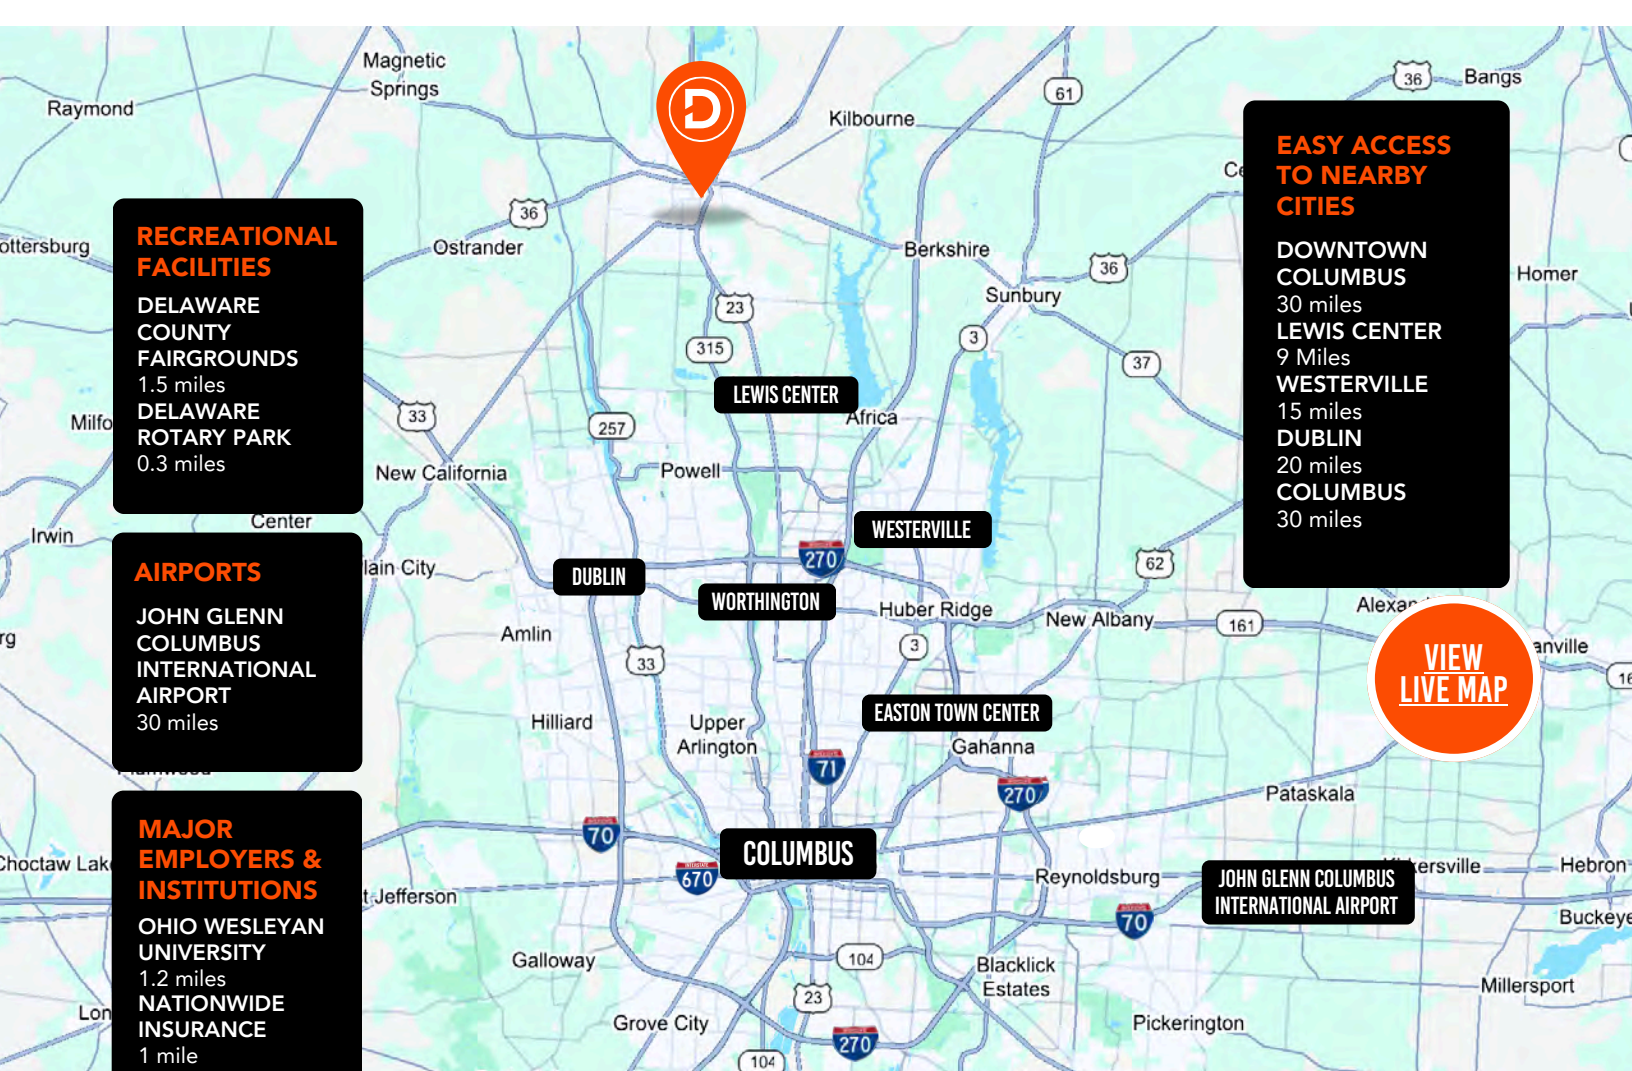 Magnetic
Springs
Raymond
Kilbourne
61
36
Bangs
D
36
Ostrander
ottersburg
Berkshire
36
Sunbury
Homer
23
315
3
37
LEWIS CENTER
Africa
33
257
New California
Powell
Milfo
Irwin
Center
WESTERVILLE
270
62
lain City
DUBLIN
WORTHINGTON
Huber Ridge
New Albany
161
Amlin
33
3
rg
anville
16
Hilliard
Upper
Arlington
EASTON TOWN CENTER
Gahanna
71
270
Pataskala
70
COLUMBUS
670
Choctaw Lak
t Jefferson
Reynoldsburg
JOHN GLENN COLUMBUS
INTERNATIONAL AIRPORT
ersville
Hebron
70
Buckeye
Galloway
104
Blacklick
Estates
Millersport
23
Lon
Grove City
270
Pickerington
104
RECREATIONAL
FACILITIES
DELAWARE
COUNTY
FAIRGROUNDS
1.5 miles
DELAWARE
ROTARY PARK
0.3 miles
AIRPORTS
JOHN GLENN
COLUMBUS
INTERNATIONAL
AIRPORT
30 miles
MAJOR
EMPLOYERS &
INSTITUTIONS
OHIO WESLEYAN
UNIVERSITY
1.2 miles
NATIONWIDE
INSURANCE
1 mile
EASY ACCESS
TO NEARBY
CITIES
DOWNTOWN
COLUMBUS
30 miles
LEWIS CENTER
9 Miles
WESTERVILLE
15 miles
DUBLIN
20 miles
COLUMBUS
30 miles
VIEW
LIVE MAP